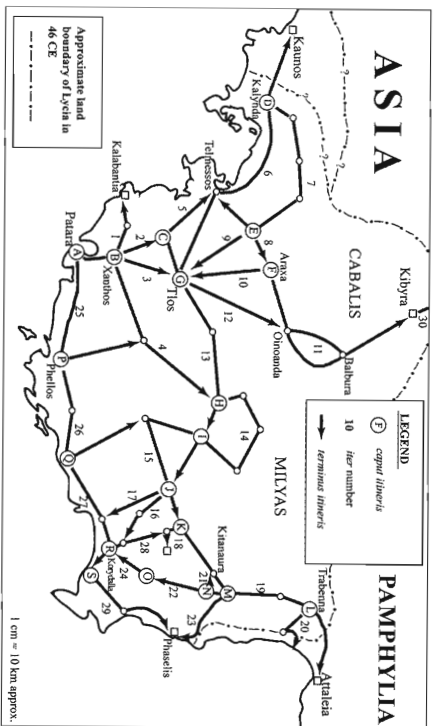 ASIA
PAMPHYLIA
CABALIS
MILYAS
Kaunos
D
Kalynda
Telmessos
Kalabantia
Patara
A
B
Xanthos
C
G
Tlos
E
F
Araxa
Oinoanda
Balbura
Kibyra
P
Phellos
Q
R
Korydalla
S
O
H
I
J
K
Kitanaura
N
M
L
Trabenna
Attaleia
Phaselis
1
2
3
4
5
6
7
8
9
10
11
12
13
14
15
16
17
18
19
20
21
22
23
24
25
26
27
28
29
30
?
?
?
?
LEGEND
F caput itineris
10 iter number
terminus itineris
Approximate land
boundary of Lycia in
46 CE
1 cm = 10 km approx.